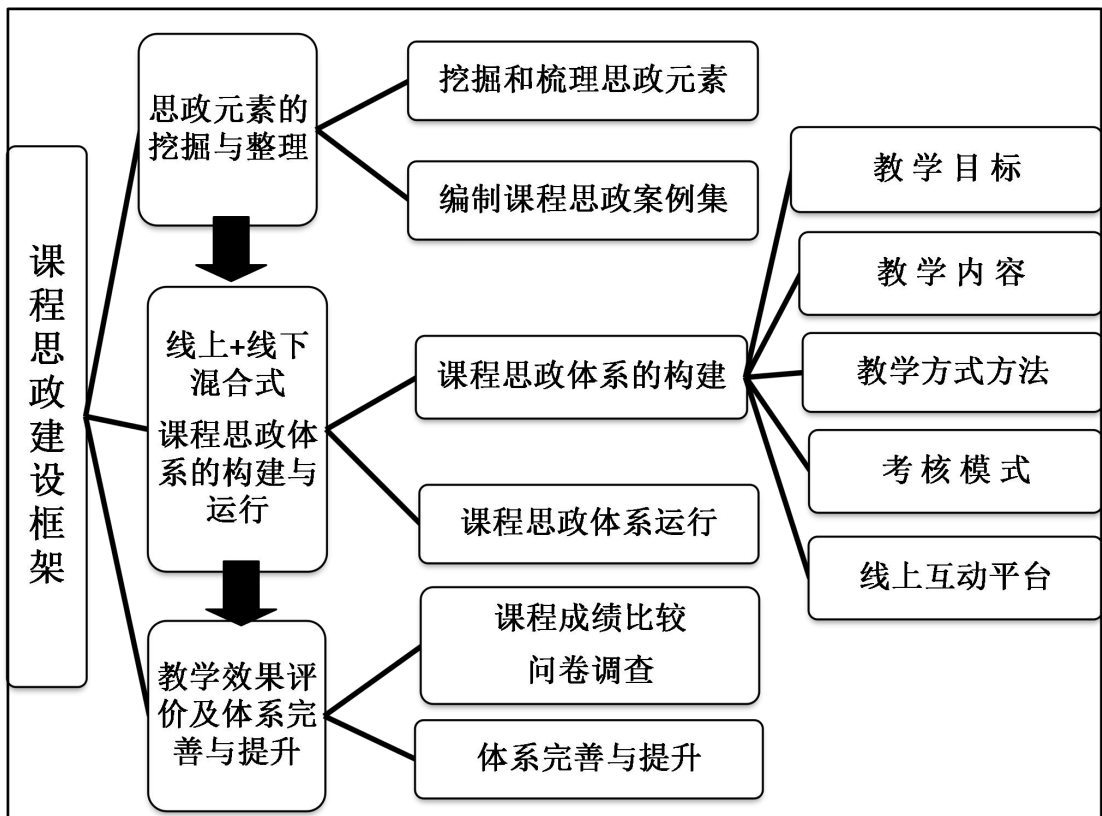 课程思政建设框架
思政元素的
挖掘与整理
挖掘和梳理思政元素
编制课程思政案例集
线上+线下
混合式
课程思政体
系的构建与
运行
课程思政体系的构建
教学目标
教学内容
教学方式方法
考核模式
线上互动平台
课程思政体系运行
教学效果评
价及体系完
善与提升
课程成绩比较
问卷调查
体系完善与提升